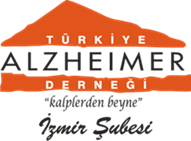 TÜRKİYE
ALZHEIMER
DERNEĞİ
"kalplerden beyne"
İzmir Şubesi